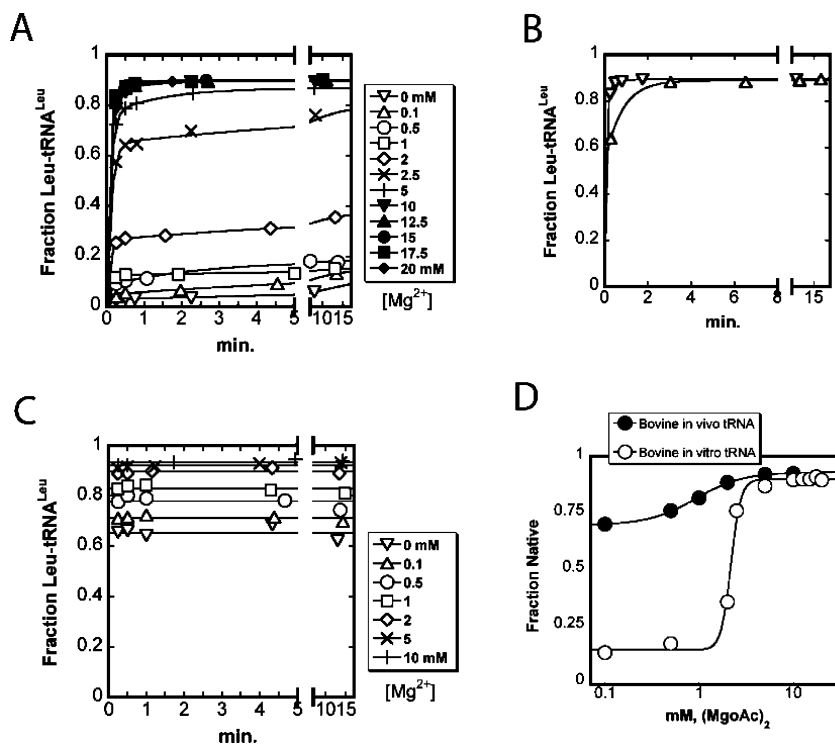 A
Fraction Leu-tRNALeu
1
0.8
0.6
0.4
0.2
0
0 1 2 3 4 5 1015
min.
0 mM
0.1
0.5
1
2
2.5
5
10
12.5
15
17.5
20 mM
[Mg2+]
B
Fraction Leu-tRNALeu
1
0.8
0.6
0.4
0.2
0
0 2 4 6 8 15
min.
C
Fraction Leu-tRNALeu
1
0.8
0.6
0.4
0.2
0
0 1 2 3 4 5 1015
min.
0 mM
0.1
0.5
1
2
5
10 mM
[Mg2+]
D
Bovine in vivo tRNA
Bovine in vitro tRNA
Fraction Native
1
0.75
0.5
0.25
0
0.1 1 10
mM, (MgoAc)2